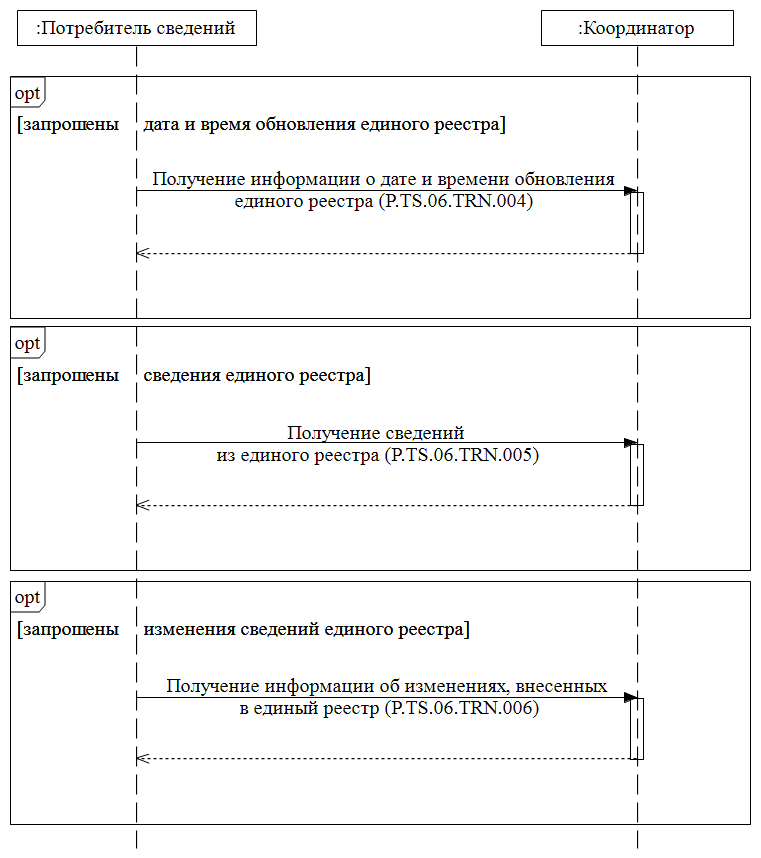 :Потребитель сведений
:Координатор
opt
[запрошены дата и время обновления единого реестра]
Получение информации о дате и времени обновления
единого реестра (P.TS.06.TRN.004)
opt
[запрошены сведения единого реестра]
Получение сведений
из единого реестра (P.TS.06.TRN.005)
opt
[запрошены изменения сведений единого реестра]
Получение информации об изменениях, внесенных
в единый реестр (P.TS.06.TRN.006)